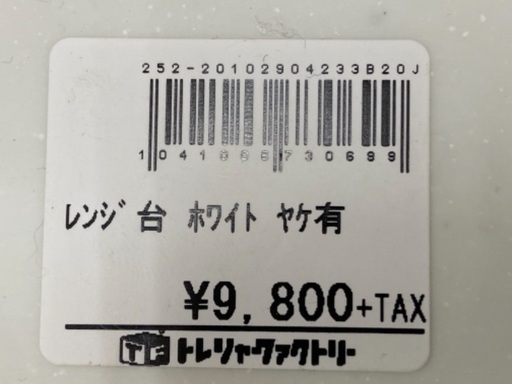 252-20102904233B20J
1041086730699
ﾚﾝｼﾞ台 ﾎﾜｲﾄ ﾔｹ有
¥9,800+TAX
TF トレジャーファクトリー